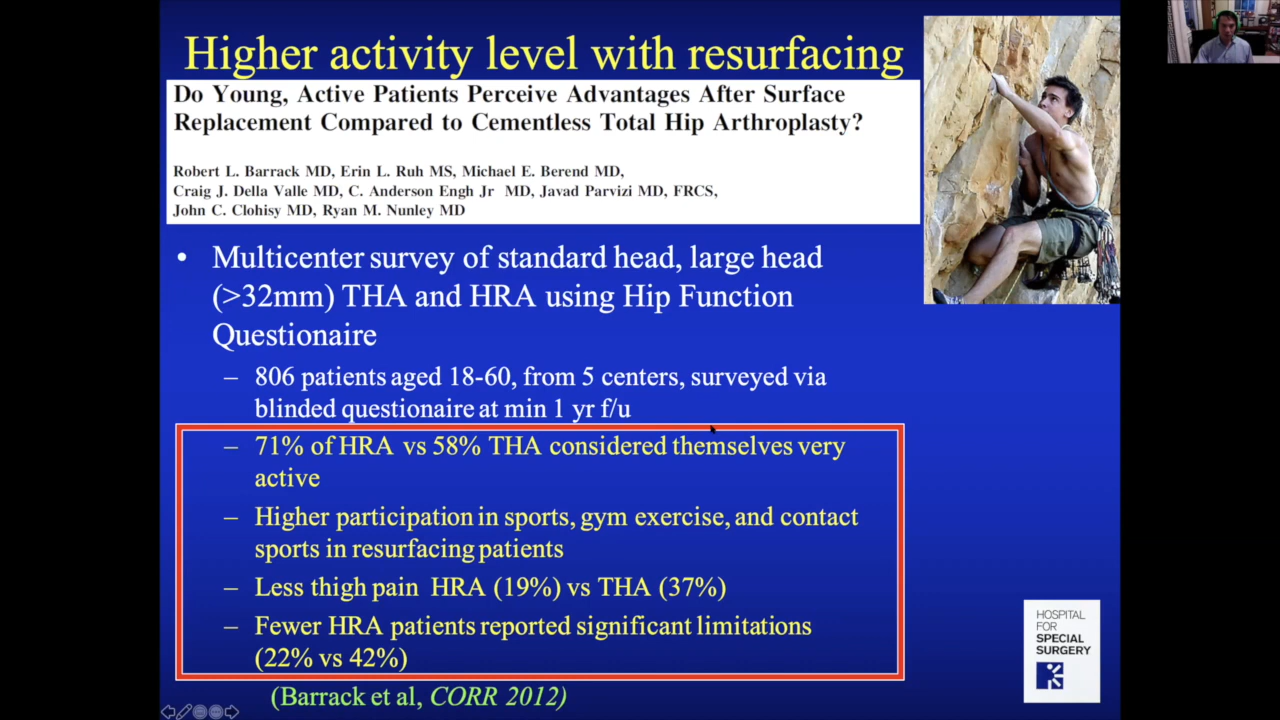 Higher activity level with resurfacing
Do Young, Active Patients Perceive Advantages After Surface
Replacement Compared to Cementless Total Hip Arthroplasty?
Robert L. Barrack MD, Erin L. Ruh MS, Michael E. Berend MD,
Craig J. Della Valle MD, C. Anderson Engh Jr MD, Javad Parvizi MD, FRCS,
John C. Clohisy MD, Ryan M. Nunley MD
• Multicenter survey of standard head, large head
(>32mm) THA and HRA using Hip Function
Questionaire
– 806 patients aged 18-60, from 5 centers, surveyed via
blinded questionaire at min 1 yr f/u
– 71% of HRA vs 58% THA considered themselves very
active
– Higher participation in sports, gym exercise, and contact
sports in resurfacing patients
– Less thigh pain HRA (19%) vs THA (37%)
– Fewer HRA patients reported significant limitations
(22% vs 42%)
(Barrack et al, CORR 2012)
HOSPITAL
FOR
SPECIAL
SURGERY